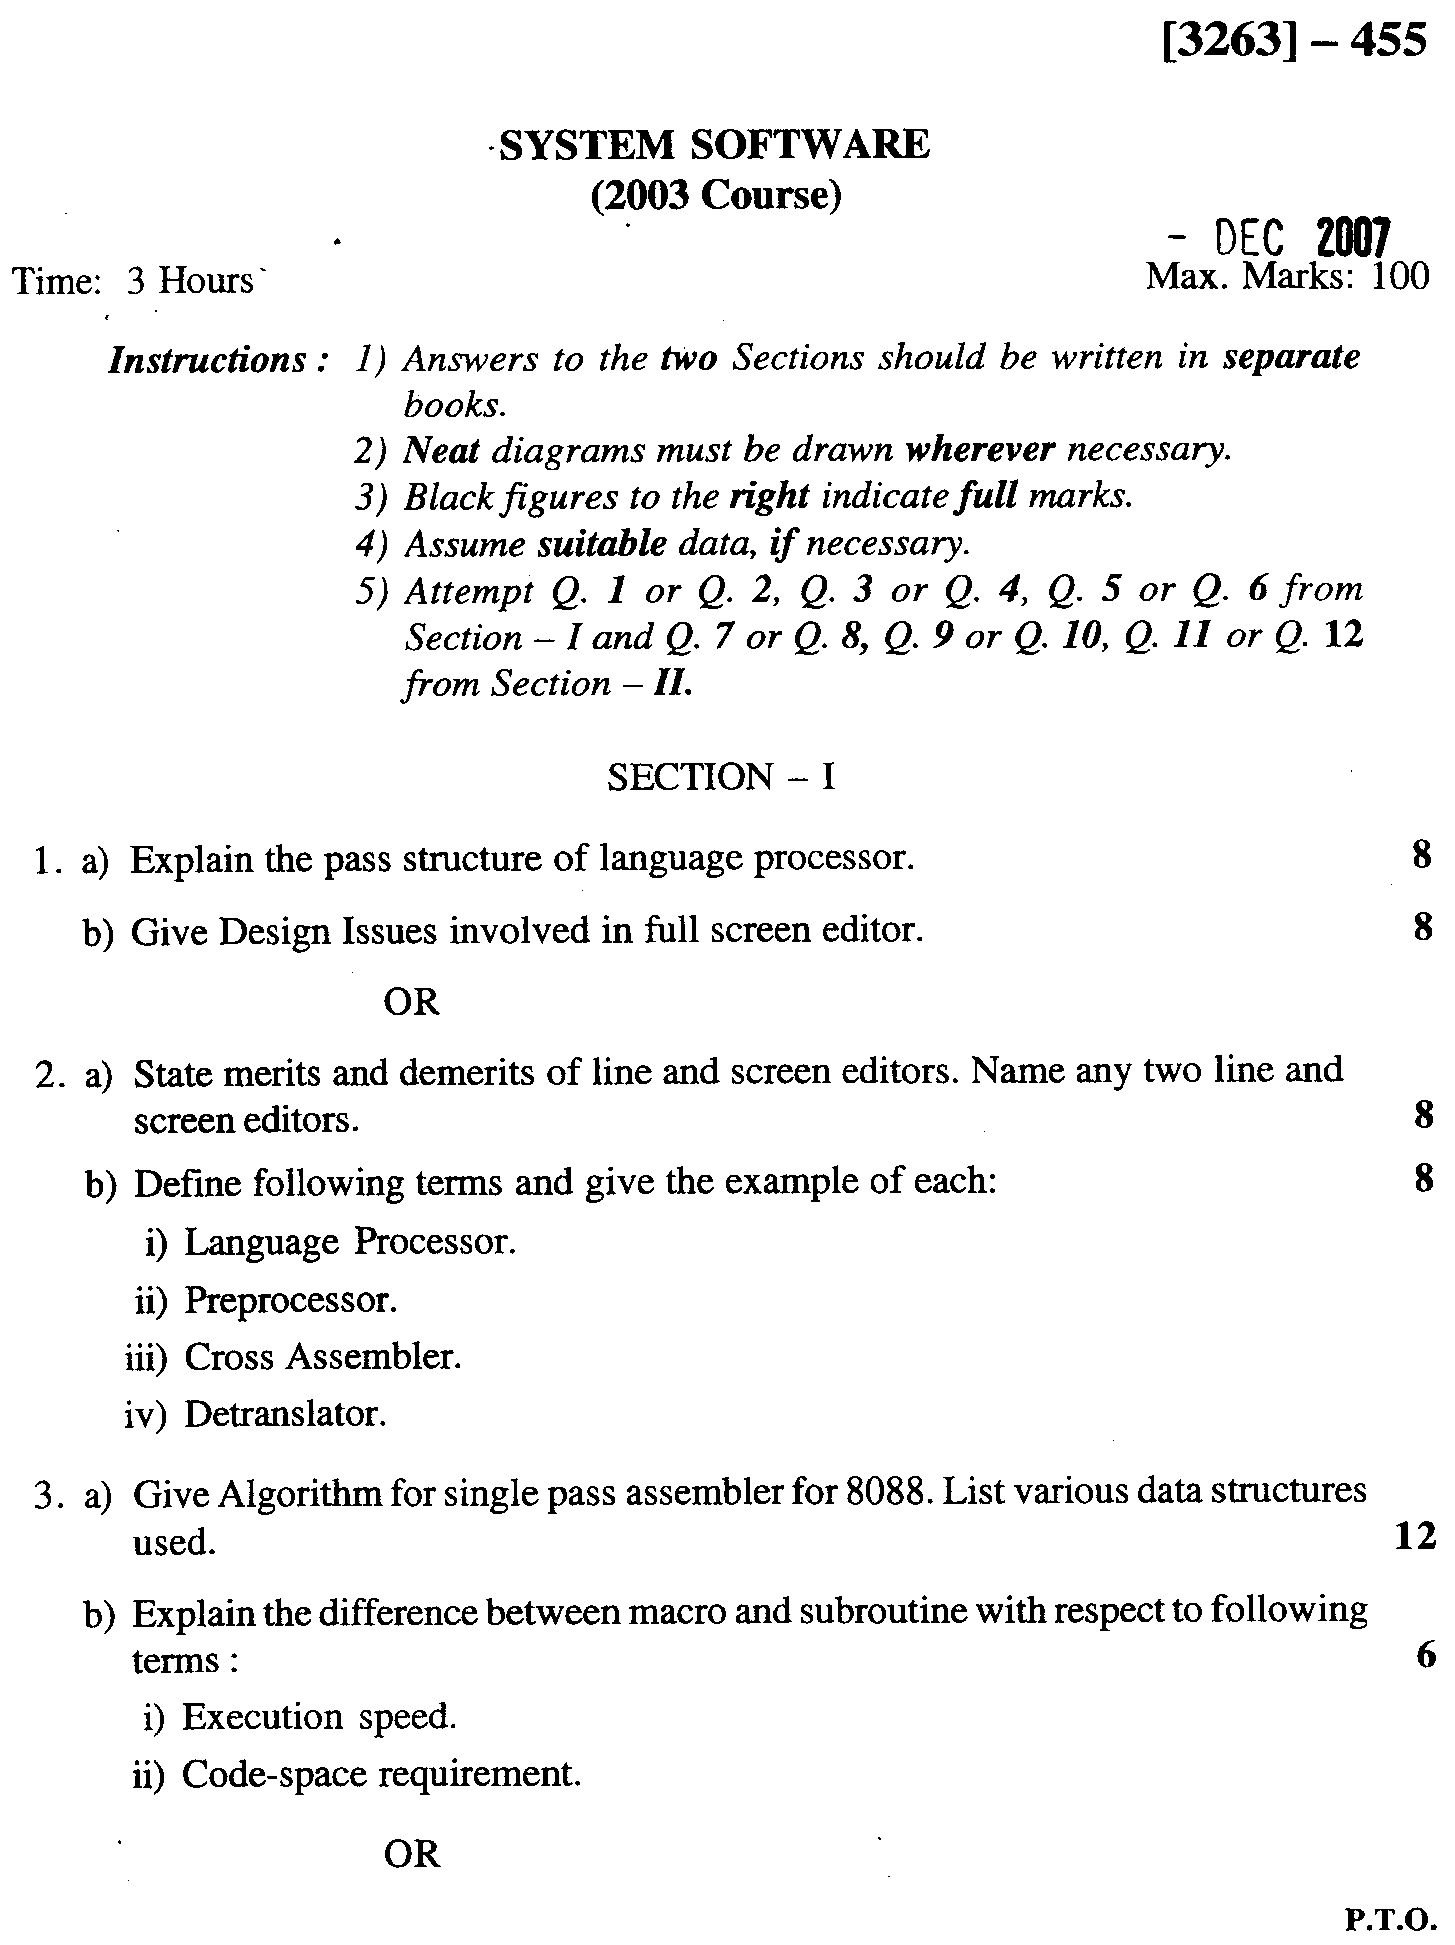 [3263] – 455
SYSTEM SOFTWARE
(2003 Course)
- DEC 2007
Time: 3 Hours
Max. Marks: 100
Instructions : 1) Answers to the two Sections should be written in separate
books.
2) Neat diagrams must be drawn wherever necessary.
3) Black figures to the right indicate full marks.
4) Assume suitable data, if necessary.
5) Attempt Q. 1 or Q. 2, Q. 3 or Q. 4, Q. 5 or Q. 6 from
Section – I and Q. 7 or Q. 8, Q. 9 or Q. 10, Q. 11 or Q. 12
from Section – II.
SECTION – I
1. a) Explain the pass structure of language processor. 8
b) Give Design Issues involved in full screen editor. 8
OR
2. a) State merits and demerits of line and screen editors. Name any two line and
screen editors. 8
b) Define following terms and give the example of each: 8
i) Language Processor.
ii) Preprocessor.
iii) Cross Assembler.
iv) Detranslator.
3. a) Give Algorithm for single pass assembler for 8088. List various data structures
used. 12
b) Explain the difference between macro and subroutine with respect to following
terms : 6
i) Execution speed.
ii) Code-space requirement.
OR
P.T.O.